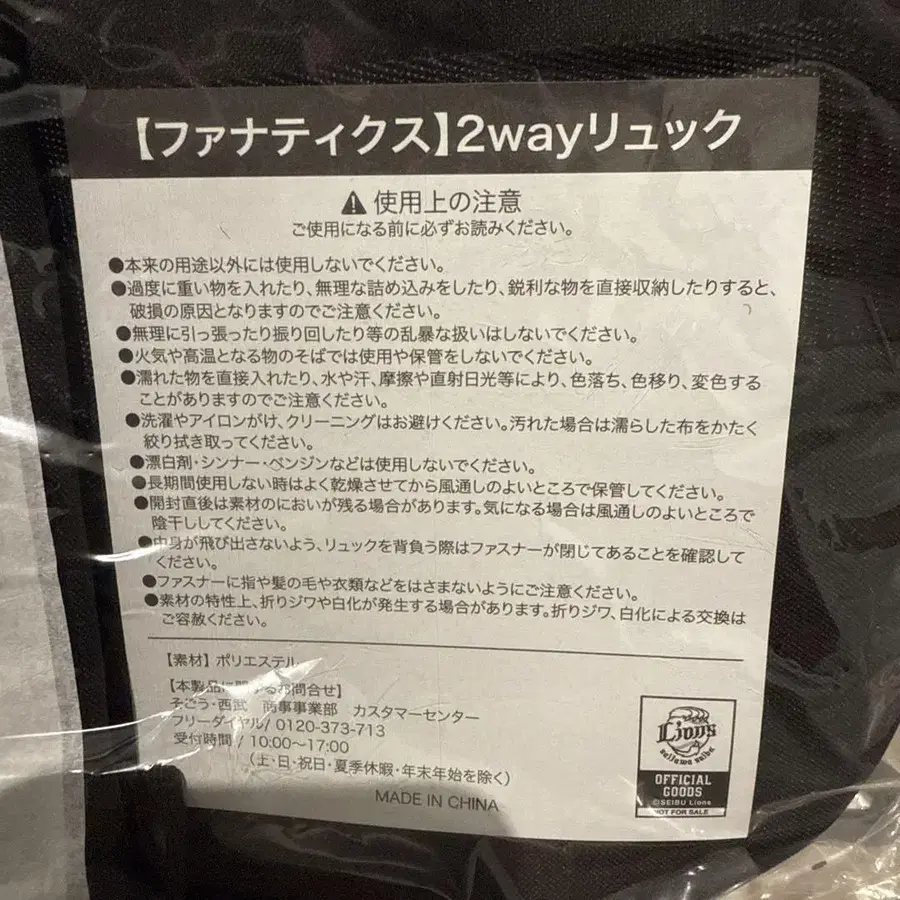 【ファナティクス】2wayリュック
⚠使用上の注意
ご使用になる前に必ずお読みください。
●本来の用途以外には使用しないでください。
●過度に重い物を入れたり、無理な詰め込みをしたり、鋭利な物を直接収納したりすると、
破損の原因となりますのでご注意ください。
●無理に引っ張ったり振り回したり等の乱暴な扱いはしないでください。
●火気や高温となる物のそばでは使用や保管をしないでください。
●濡れた物を直接入れたり、水や汗、摩擦や直射日光等により、色落ち、色移り、変色する
ことがありますのでご注意ください。
●洗濯やアイロンがけ、クリーニングはお避けください。汚れた場合は濡らした布をかたく
絞り拭き取ってください。
●漂白剤・シンナー・ベンジンなどは使用しないでください。
●長期間使用しない時はよく乾燥させてから風通しのよいところで保管してください。
●開封直後は素材のにおいが残る場合があります。気になる場合は風通しのよいところで
陰干ししてください。
●中身が飛び出さないよう、リュックを背負う際はファスナーが閉じてあることを確認して
ください。
●ファスナーに指や髪の毛や衣類などをはさまないようにご注意ください。
●素材の特性上、折りジワや白化が発生する場合があります。折りジワ、白化による交換は
ご容赦ください。
【素材】ポリエステル
【本製品に関するお問合せ】
そごう・西武 商事事業部 カスタマーセンター
フリーダイヤル/0120-373-713
受付時間/10:00〜17:00
(土・日・祝日・夏季休暇・年末年始を除く)
MADE IN CHINA
Lions
saitama seibu
OFFICIAL
GOODS
©SEIBU Lions
NOT FOR SALE